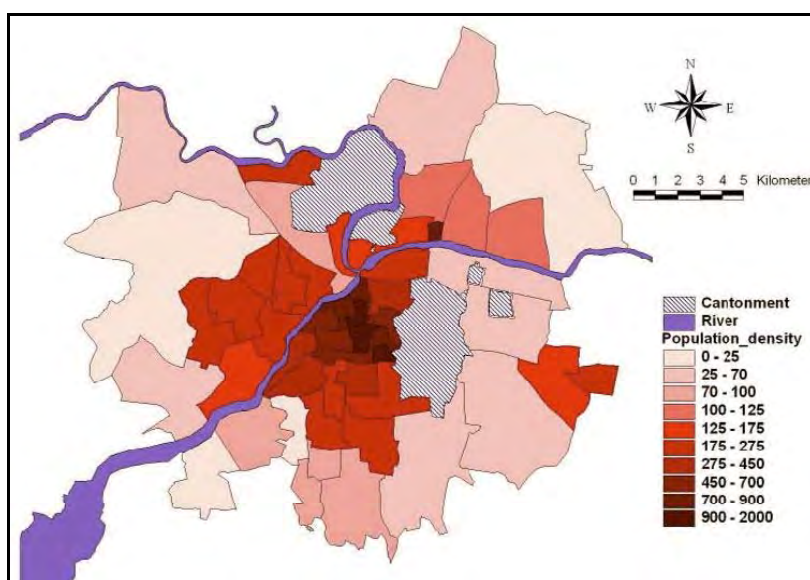 N
W E
S
0 1 2 3 4 5 Kilometer
Cantonment
River
Population_density
0 - 25
25 - 70
70 - 100
100 - 125
125 - 175
175 - 275
275 - 450
450 - 700
700 - 900
900 - 2000